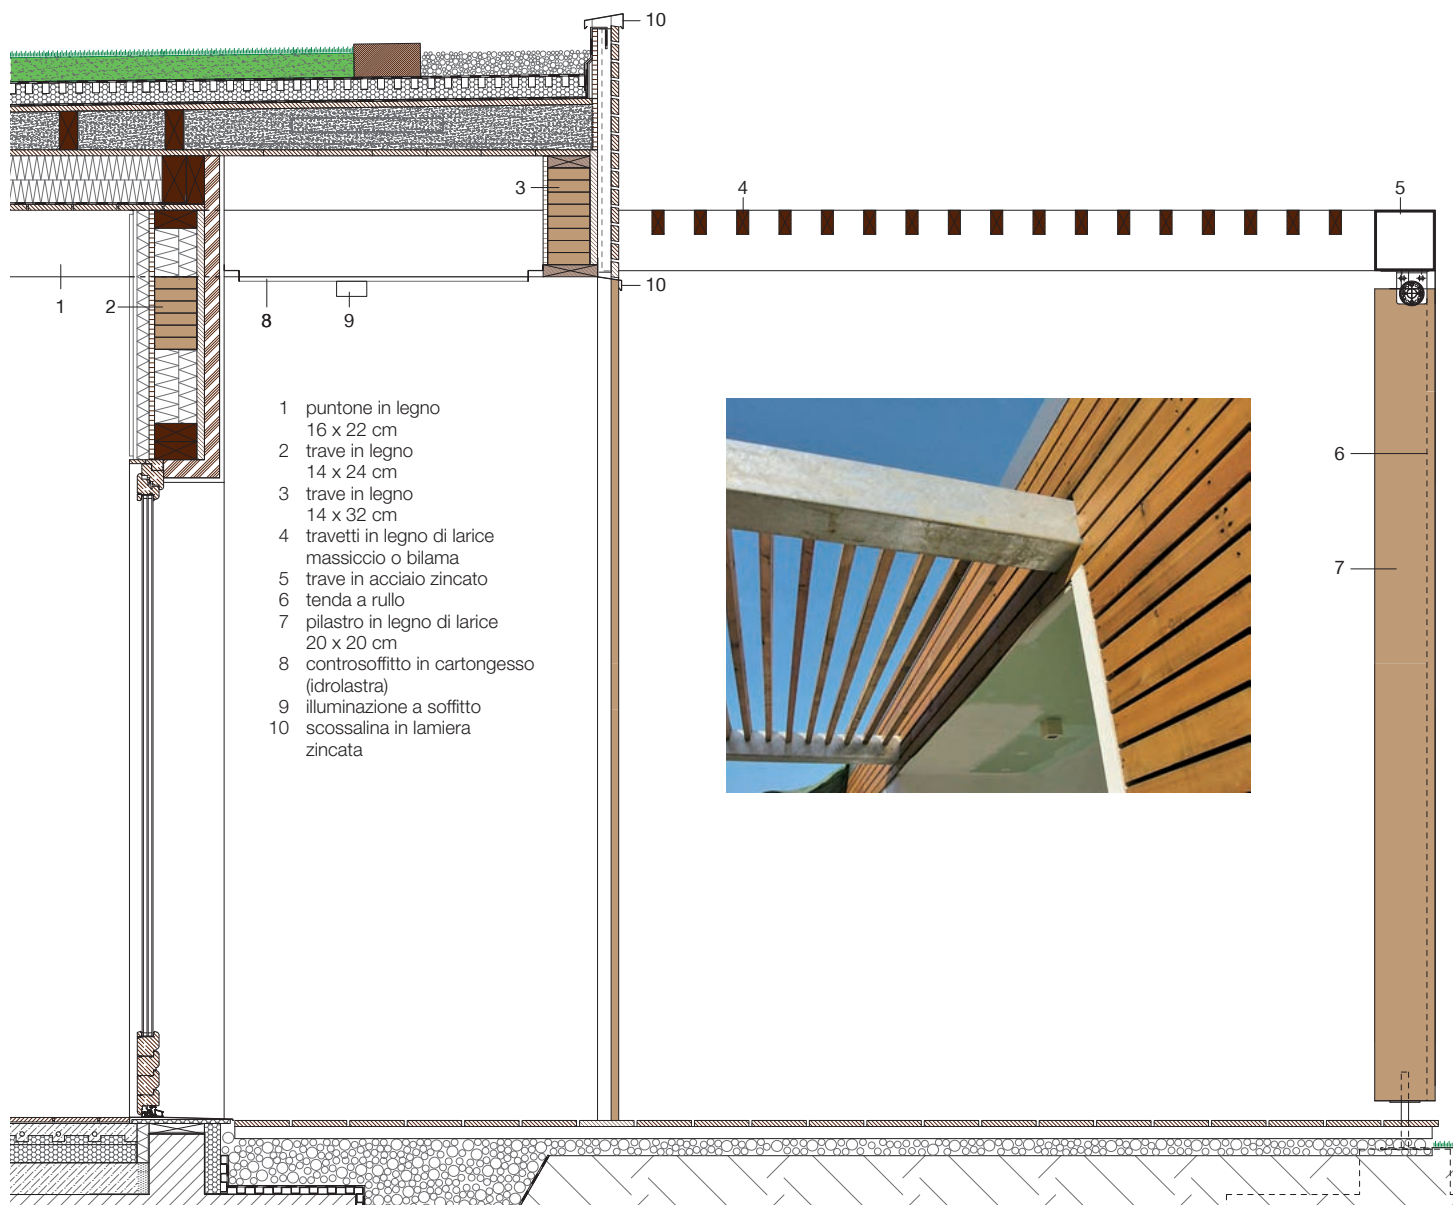 10
3
4
5
10
1
2
8
9
6
7
1 puntone in legno
16 x 22 cm
2 trave in legno
14 x 24 cm
3 trave in legno
14 x 32 cm
4 travetti in legno di larice
massiccio o bilama
5 trave in acciaio zincato
6 tenda a rullo
7 pilastro in legno di larice
20 x 20 cm
8 controsoffitto in cartongesso
(idrolastra)
9 illuminazione a soffitto
10 scossalina in lamiera
zincata